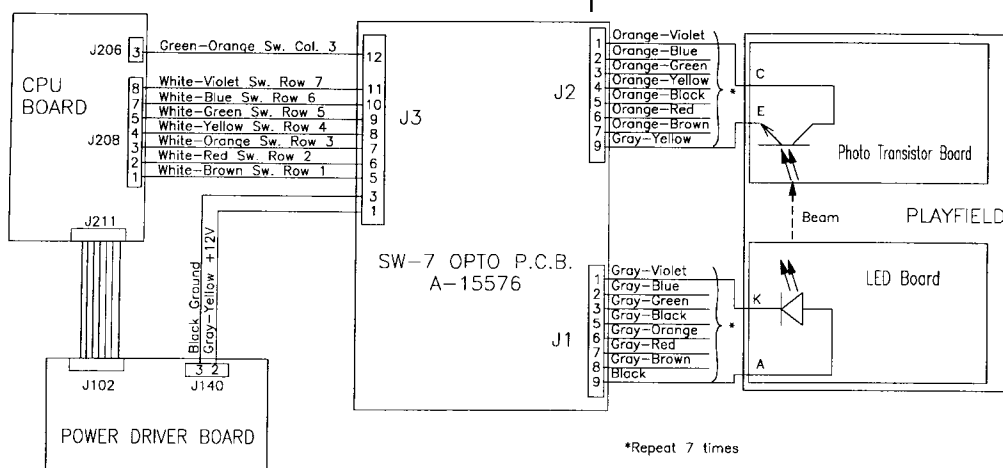 CPU BOARD
J206
3
Green-Orange Sw. Col. 3
12
J208
8 White-Violet Sw. Row 7 11
7 White-Blue Sw. Row 6 10
5 White-Green Sw. Row 5 9
4 White-Yellow Sw. Row 4 8
3 White-Orange Sw. Row 3 7
2 White-Red Sw. Row 2 6
1 White-Brown Sw. Row 1 5
3
1
J3
J211
Black Ground
Gray-Yellow +12V
J102
3 2
J140
POWER DRIVER BOARD
SW-7 OPTO P.C.B.
A-15576
J2
1 Orange-Violet
2 Orange-Blue
3 Orange-Green
4 Orange-Yellow
5 Orange-Black
6 Orange-Red
7 Orange-Brown
9 Gray-Yellow
*
C
E
Photo Transistor Board
Beam
PLAYFIELD
J1
1 Gray-Violet
2 Gray-Blue
3 Gray-Green
5 Gray-Black
6 Gray-Orange
7 Gray-Red
8 Gray-Brown
9 Black
*
K
A
LED Board
*Repeat 7 times